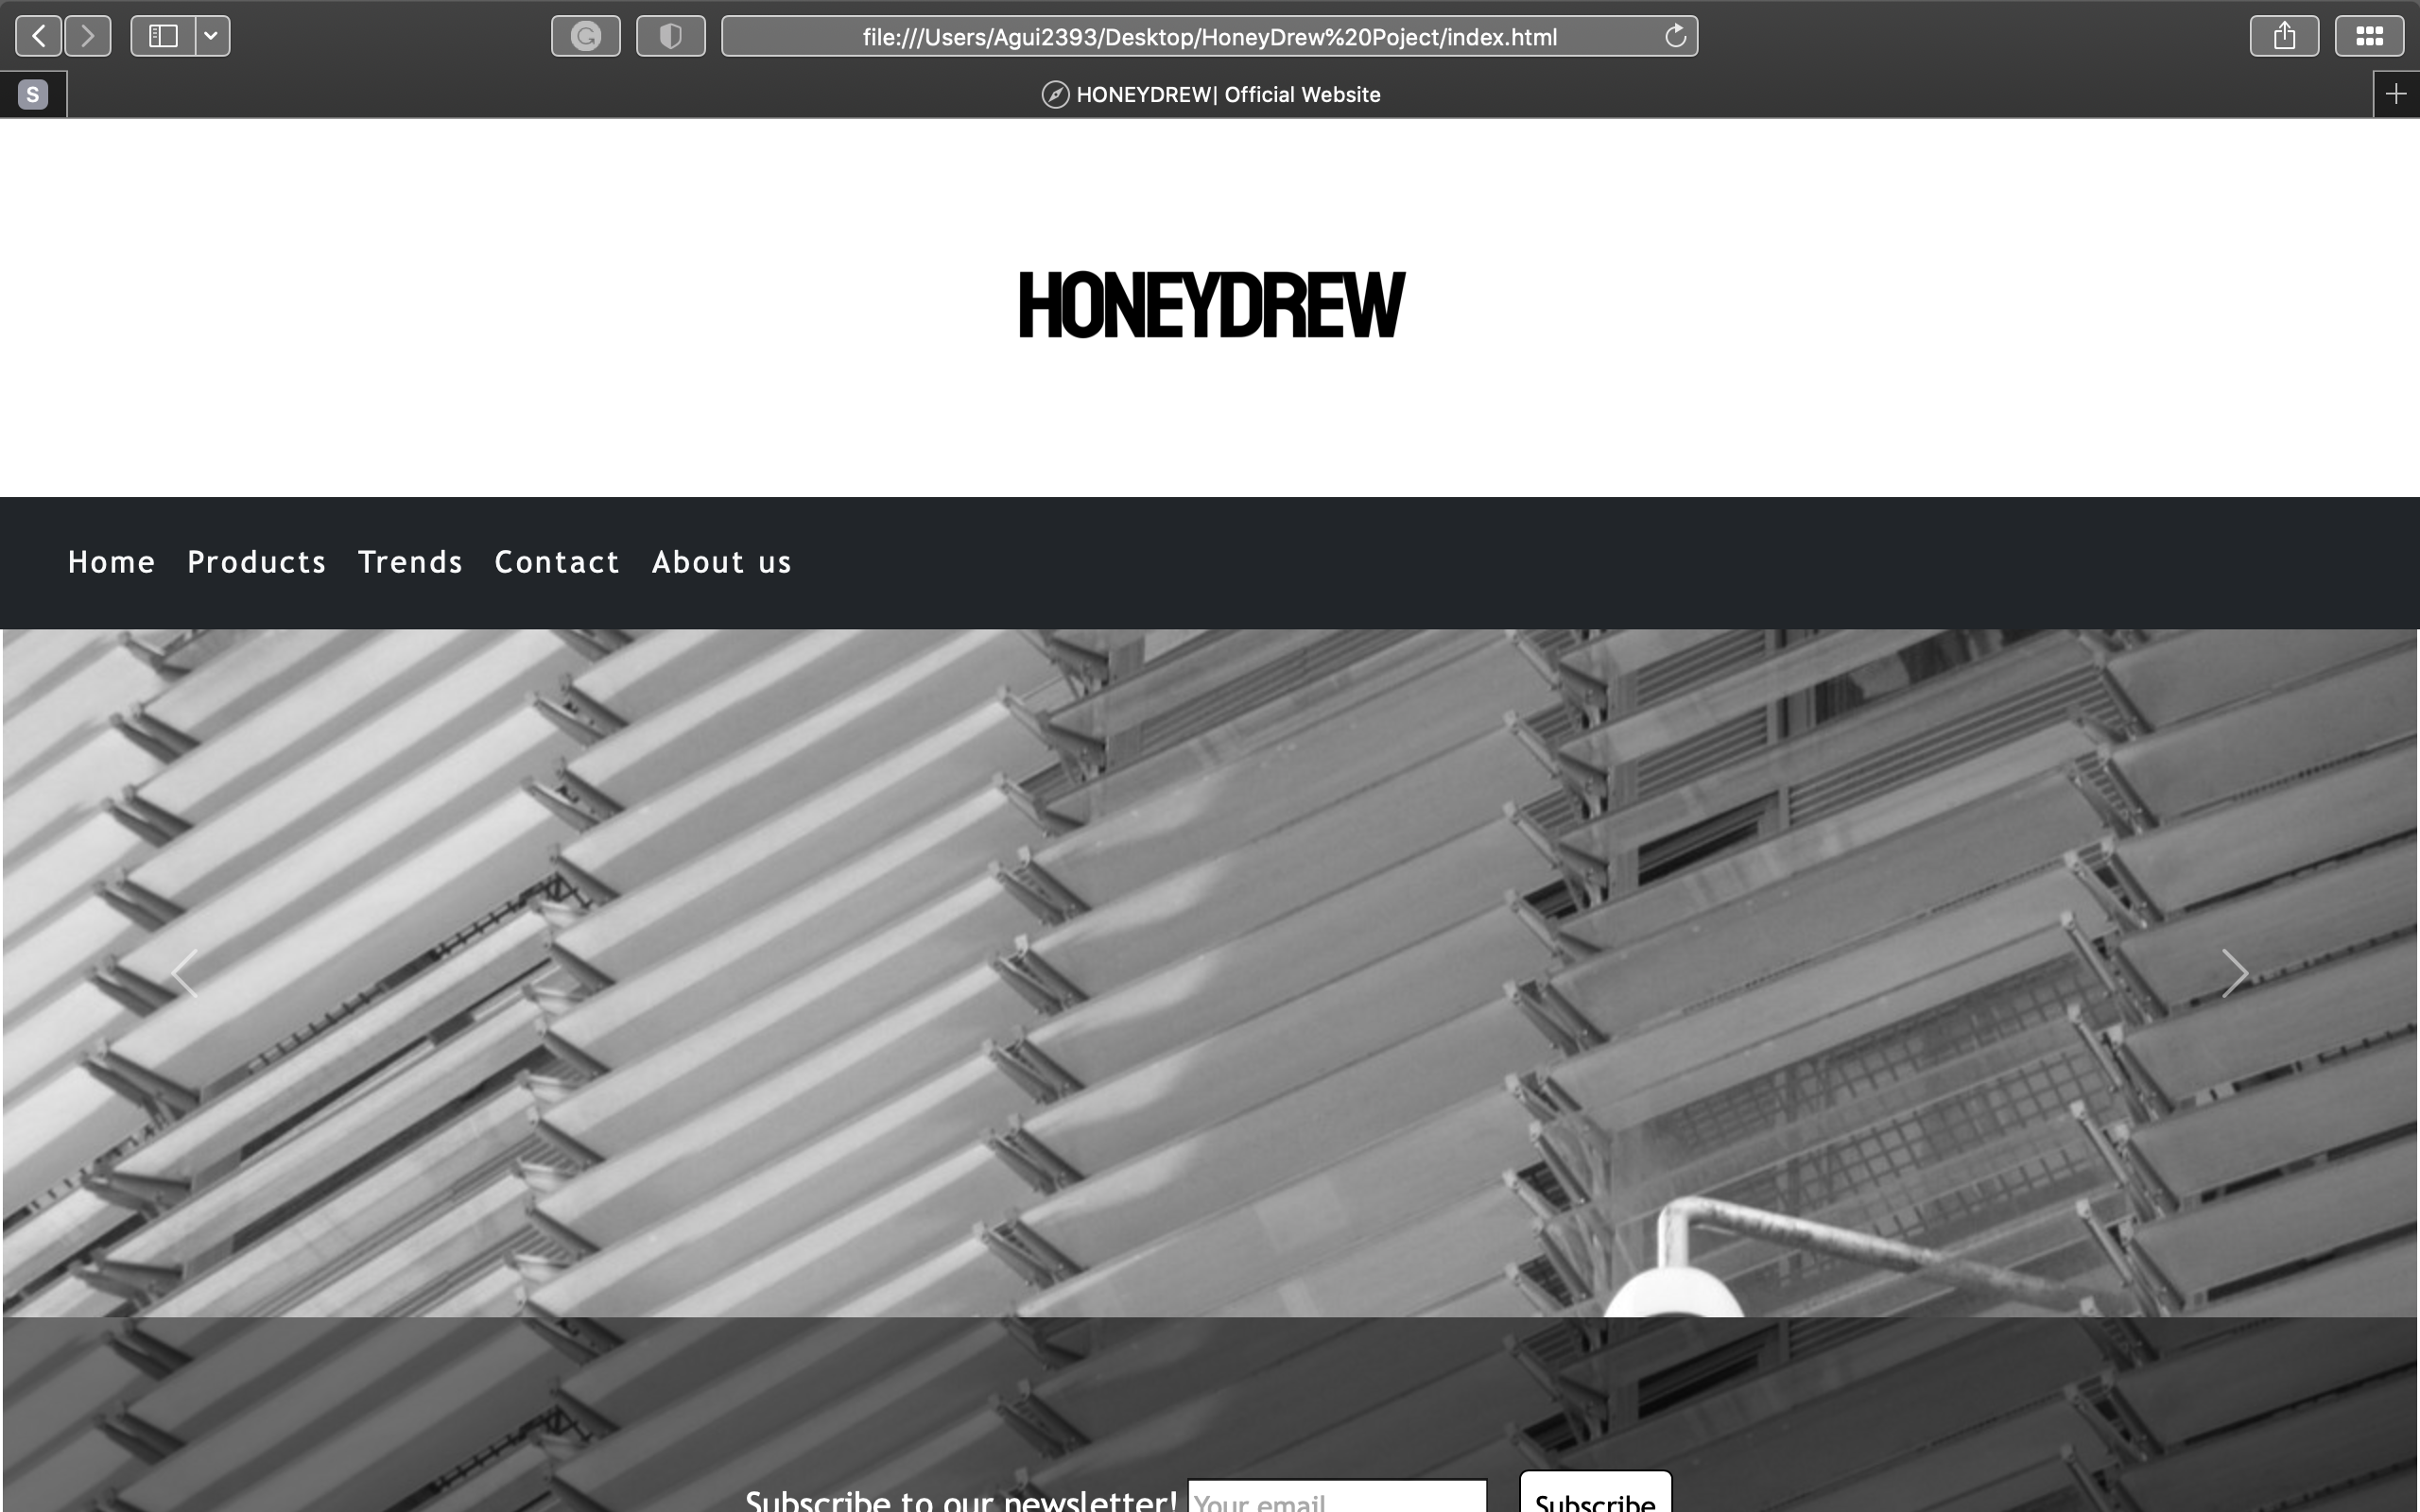 file:///Users/Agui2393/Desktop/HoneyDrew%20Poject/index.html
S
HONEYDREW| Official Website
HONEYDREW
Home Products Trends Contact About us
Subscribe to our newsletter! Your email Subscribe